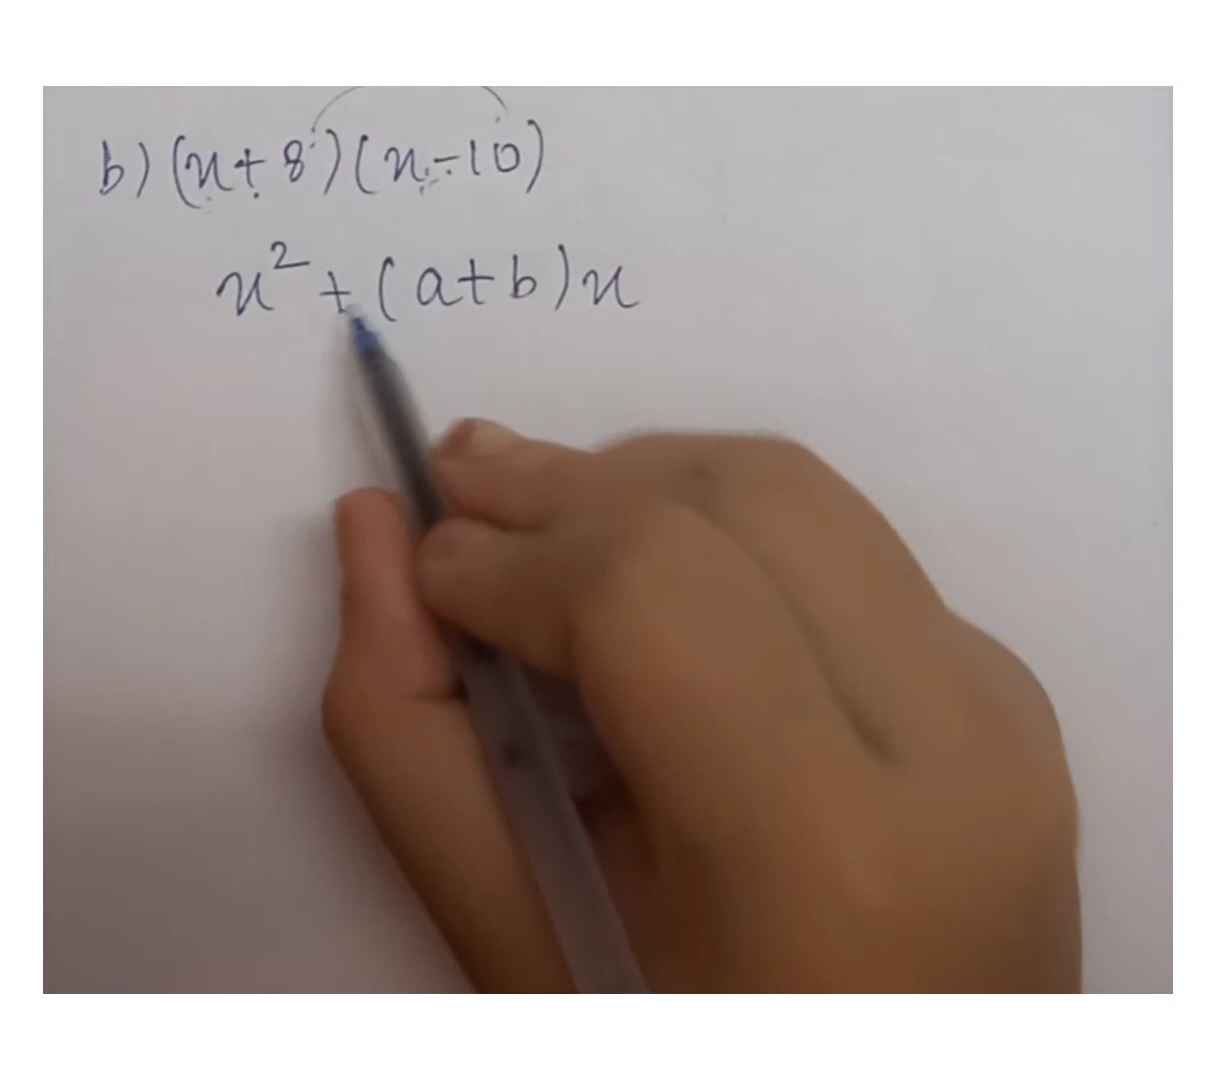 b) (x+8)(x-10)
x² + (a+b)x